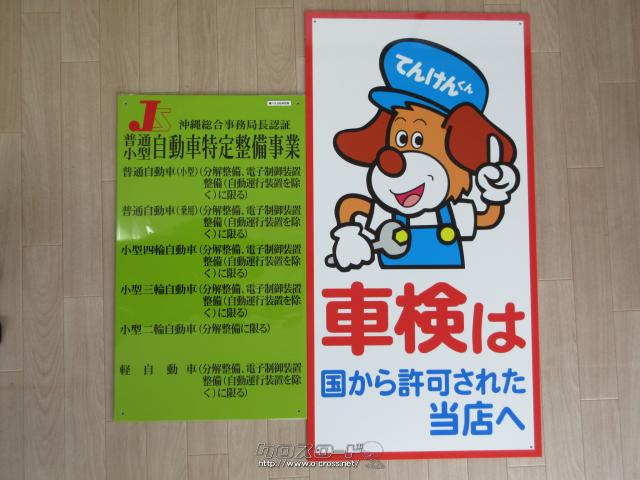 JS
沖縄総合事務局長認証
普通
小型
自動車特定整備事業
普通自動車(小型)(分解整備、電子制御装置
整備(自動運行装置を除
く)に限る)
普通自動車(乗用)(分解整備、電子制御装置
整備(自動運行装置を除
く)に限る)
小型四輪自動車(分解整備、電子制御装置
整備(自動運行装置を除
く)に限る)
小型三輪自動車(分解整備、電子制御装置
整備(自動運行装置を除
く)に限る)
小型二輪自動車(分解整備に限る)
軽自動車(分解整備、電子制御装置
整備(自動運行装置を除
く)に限る)
てんけんくん
車検は
国から許可された
当店へ
クロスロード
http://www.o-cross.net/